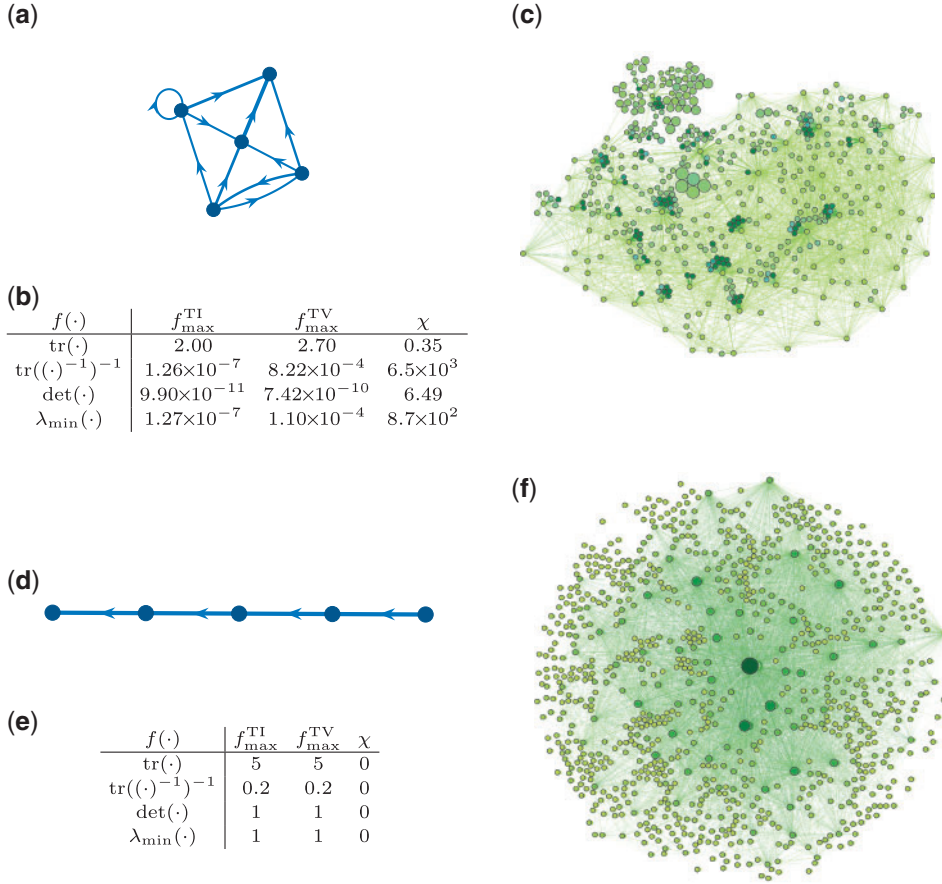 (a)
(b)
f(·) f_max^TI f_max^TV χ
tr(·) 2.00 2.70 0.35
tr((·)^−1)^−1 1.26×10^−7 8.22×10^−4 6.5×10^3
det(·) 9.90×10^−11 7.42×10^−10 6.49
λ_min(·) 1.27×10^−7 1.10×10^−4 8.7×10^2
(d)
(e)
f(·) f_max^TI f_max^TV χ
tr(·) 5 5 0
tr((·)^−1)^−1 0.2 0.2 0
det(·) 1 1 0
λ_min(·) 1 1 0
(c)
(f)